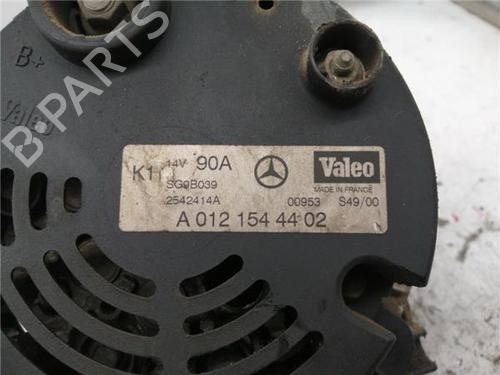 B+
14V 90A
K1
Valeo
MADE IN FRANCE
SG9B039
2542414A 00953 S49/00
A 012 154 44 02
Valeo
B-PARTS